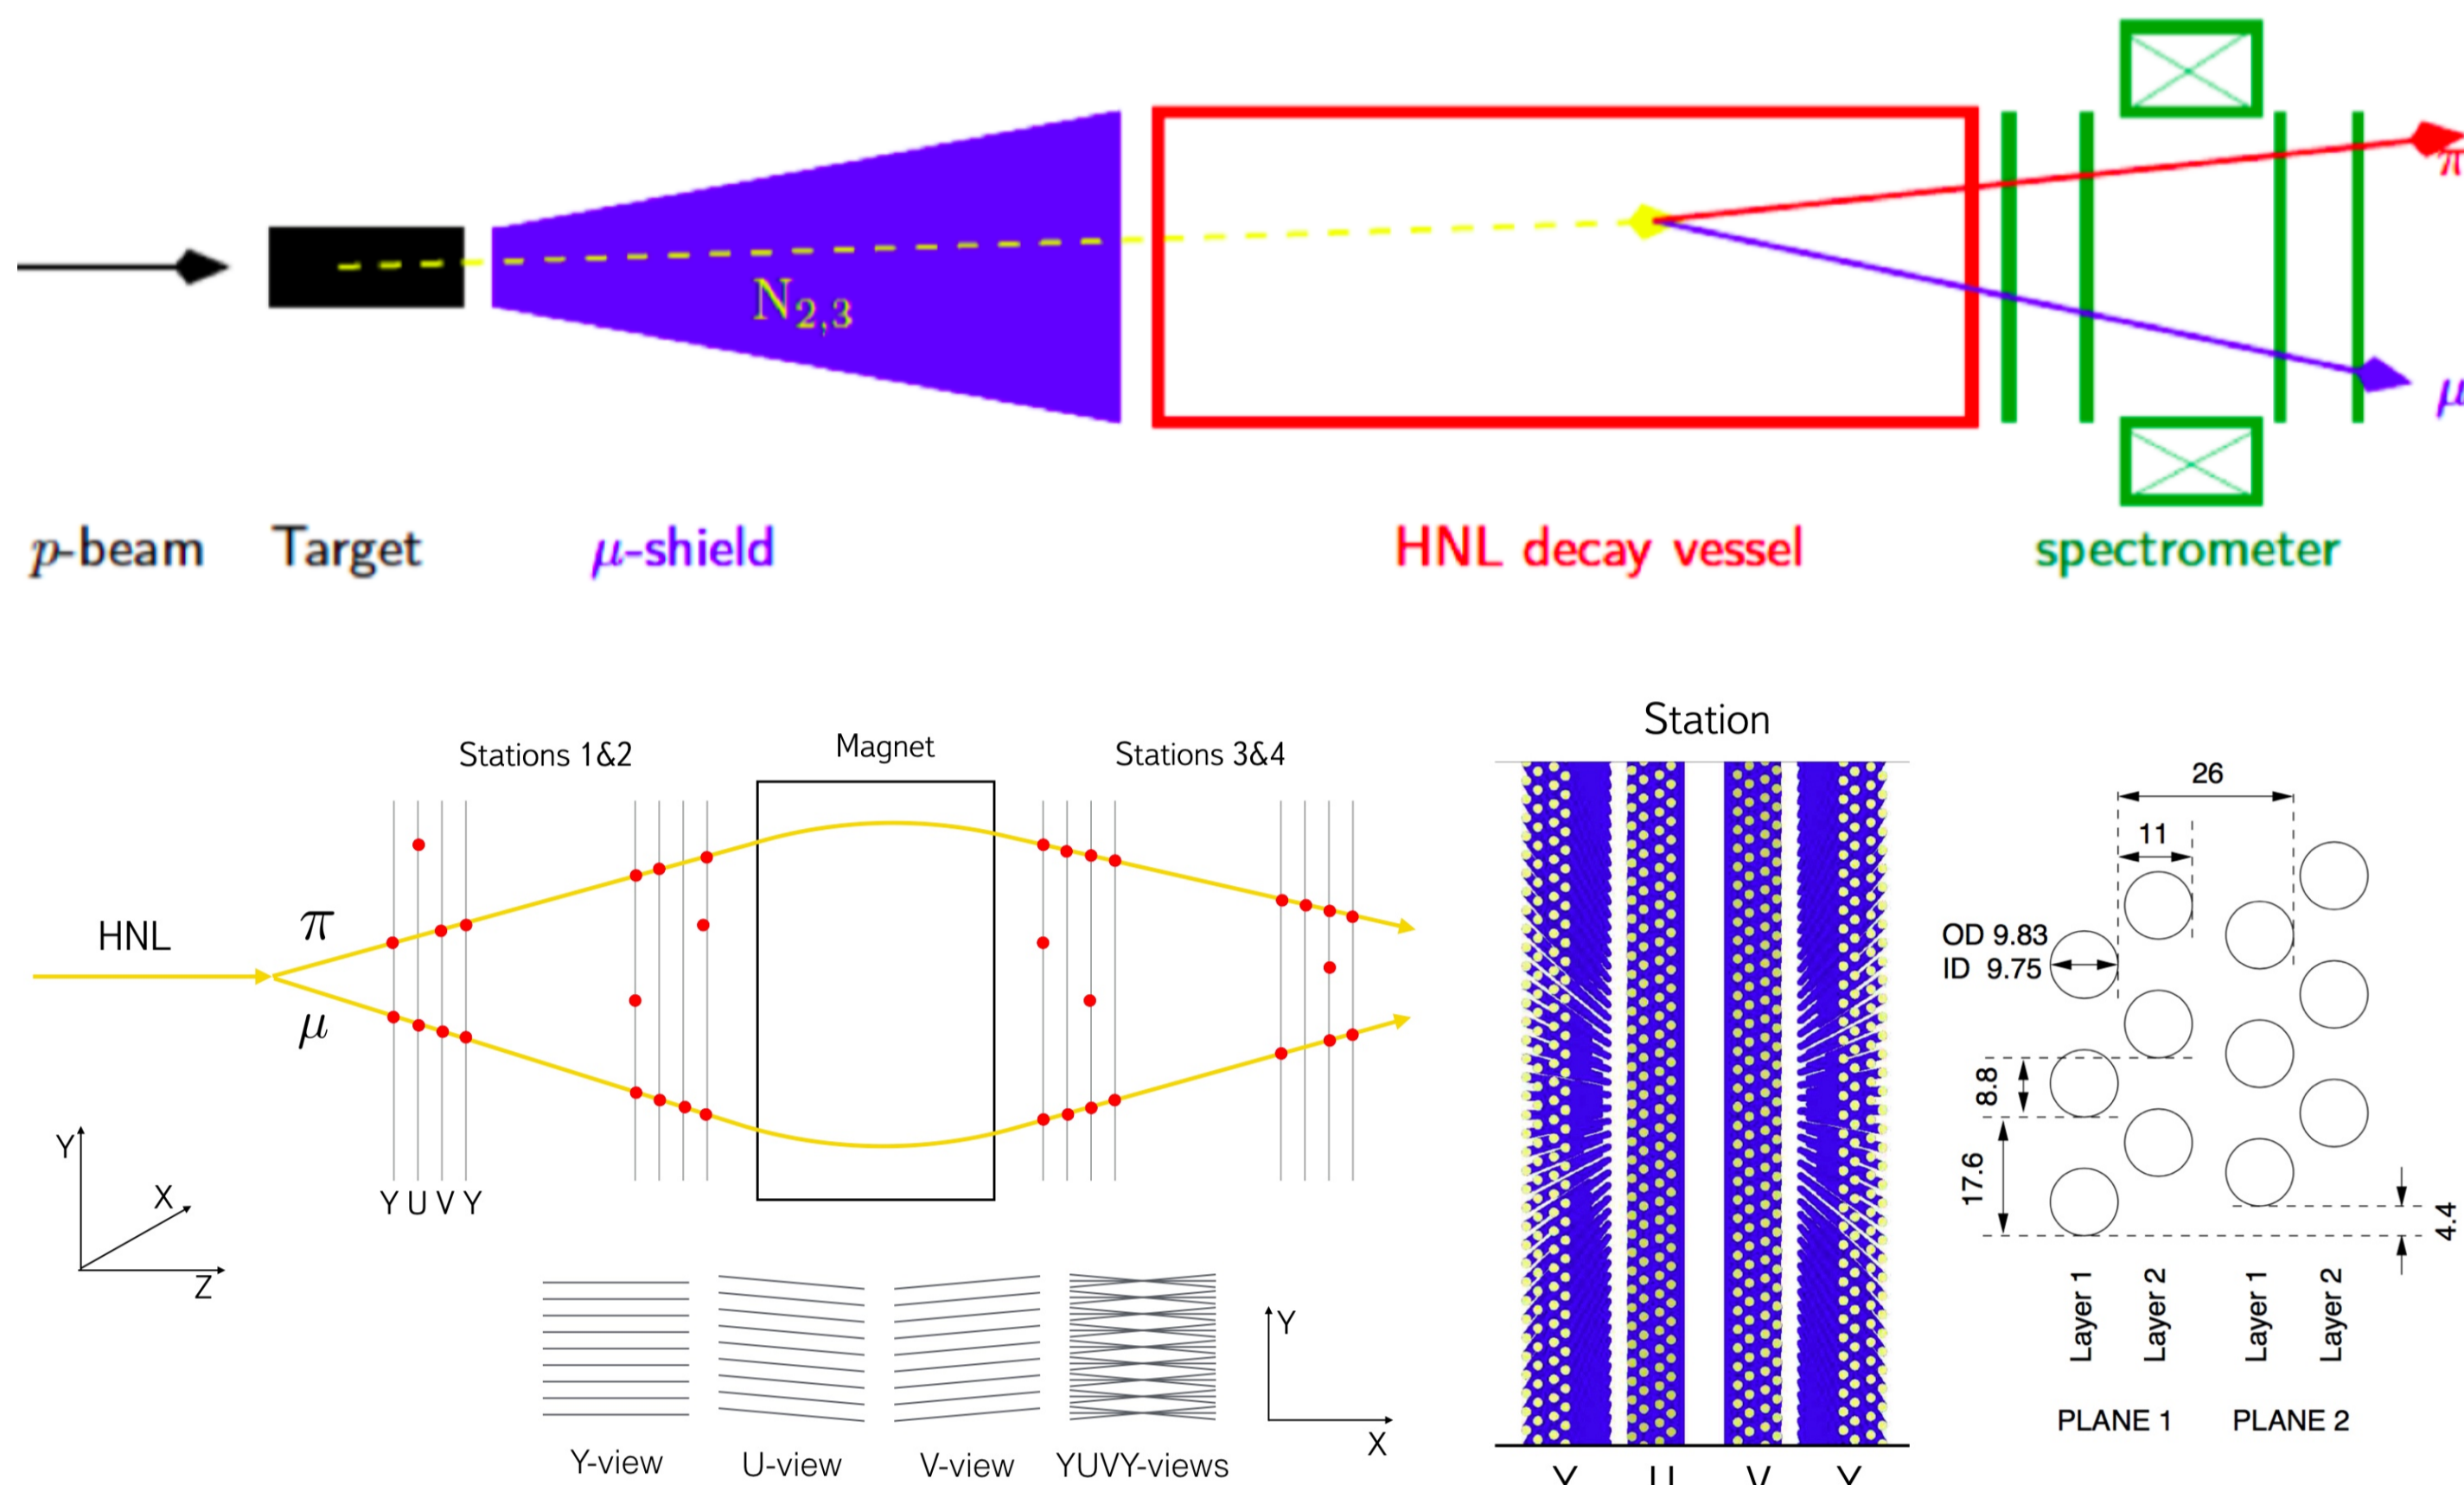 N₂,₃
π
μ
p-beam
Target
μ-shield
HNL decay vessel
spectrometer
Stations 1&2
Magnet
Stations 3&4
HNL
π
μ
Y U V Y
Y
X
Z
Y-view
U-view
V-view
YUVY-views
Y
X
Station
Y U V Y
26
11
OD 9.83
ID 9.75
8.8
17.6
4.4
Layer 1
Layer 2
Layer 1
Layer 2
PLANE 1
PLANE 2